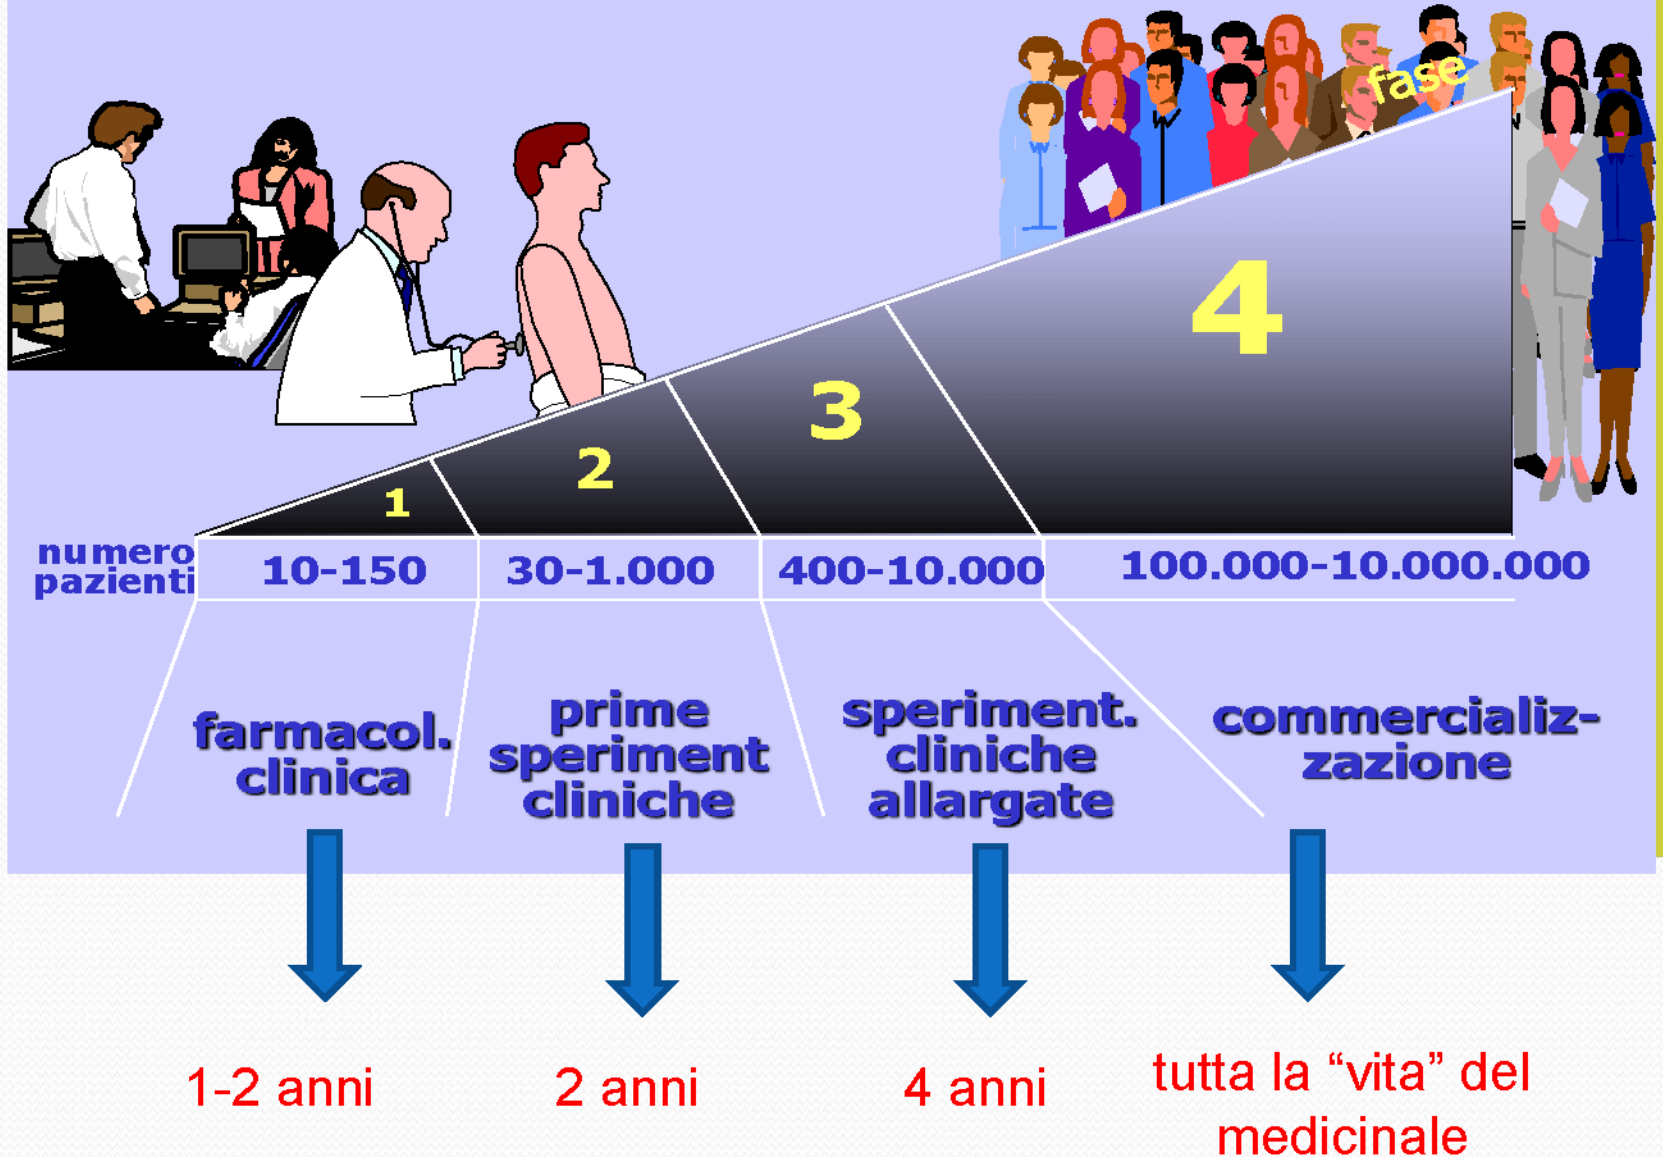 fase
4
3
2
1
numero
pazienti
10-150
30-1.000
400-10.000
100.000-10.000.000
farmacol.
clinica
prime
speriment
cliniche
speriment.
cliniche
allargate
commercializ-
zazione
1-2 anni
2 anni
4 anni
tutta la “vita” del
medicinale